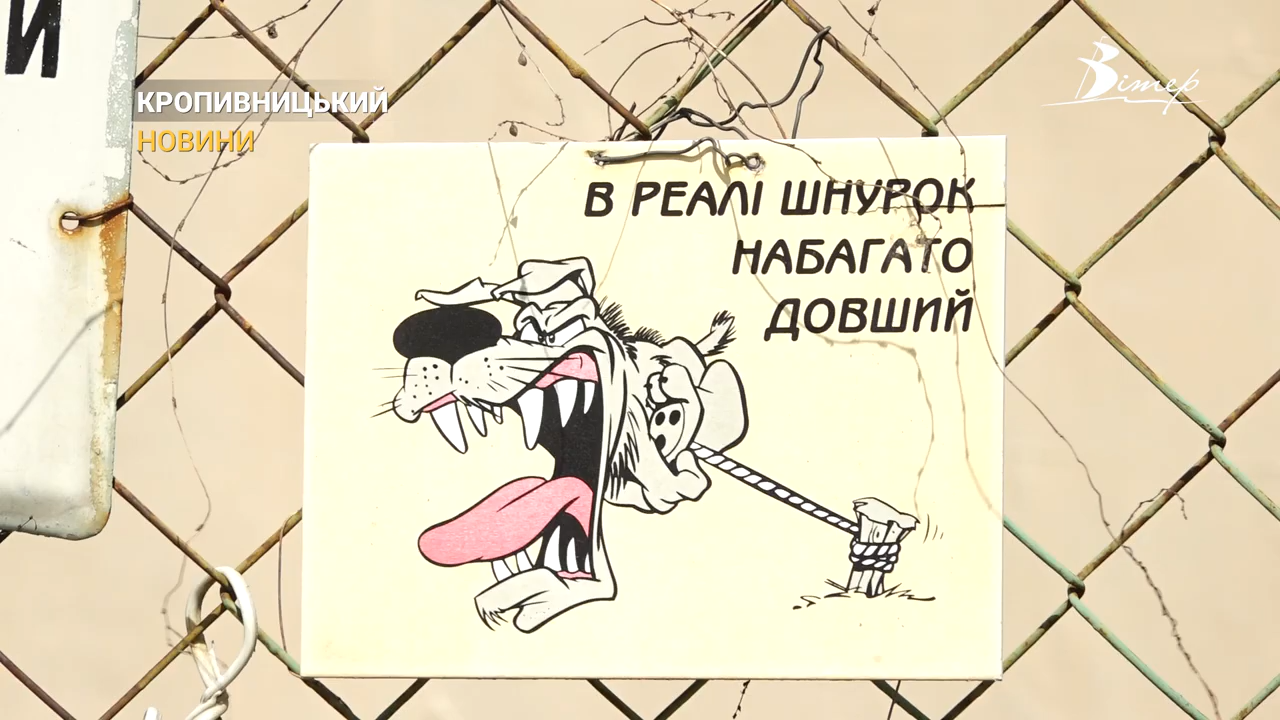 И
КРОПИВНИЦЬКИЙ
НОВИНИ
Вітер
В РЕАЛІ ШНУРОК
НАБАГАТО
ДОВШИЙ